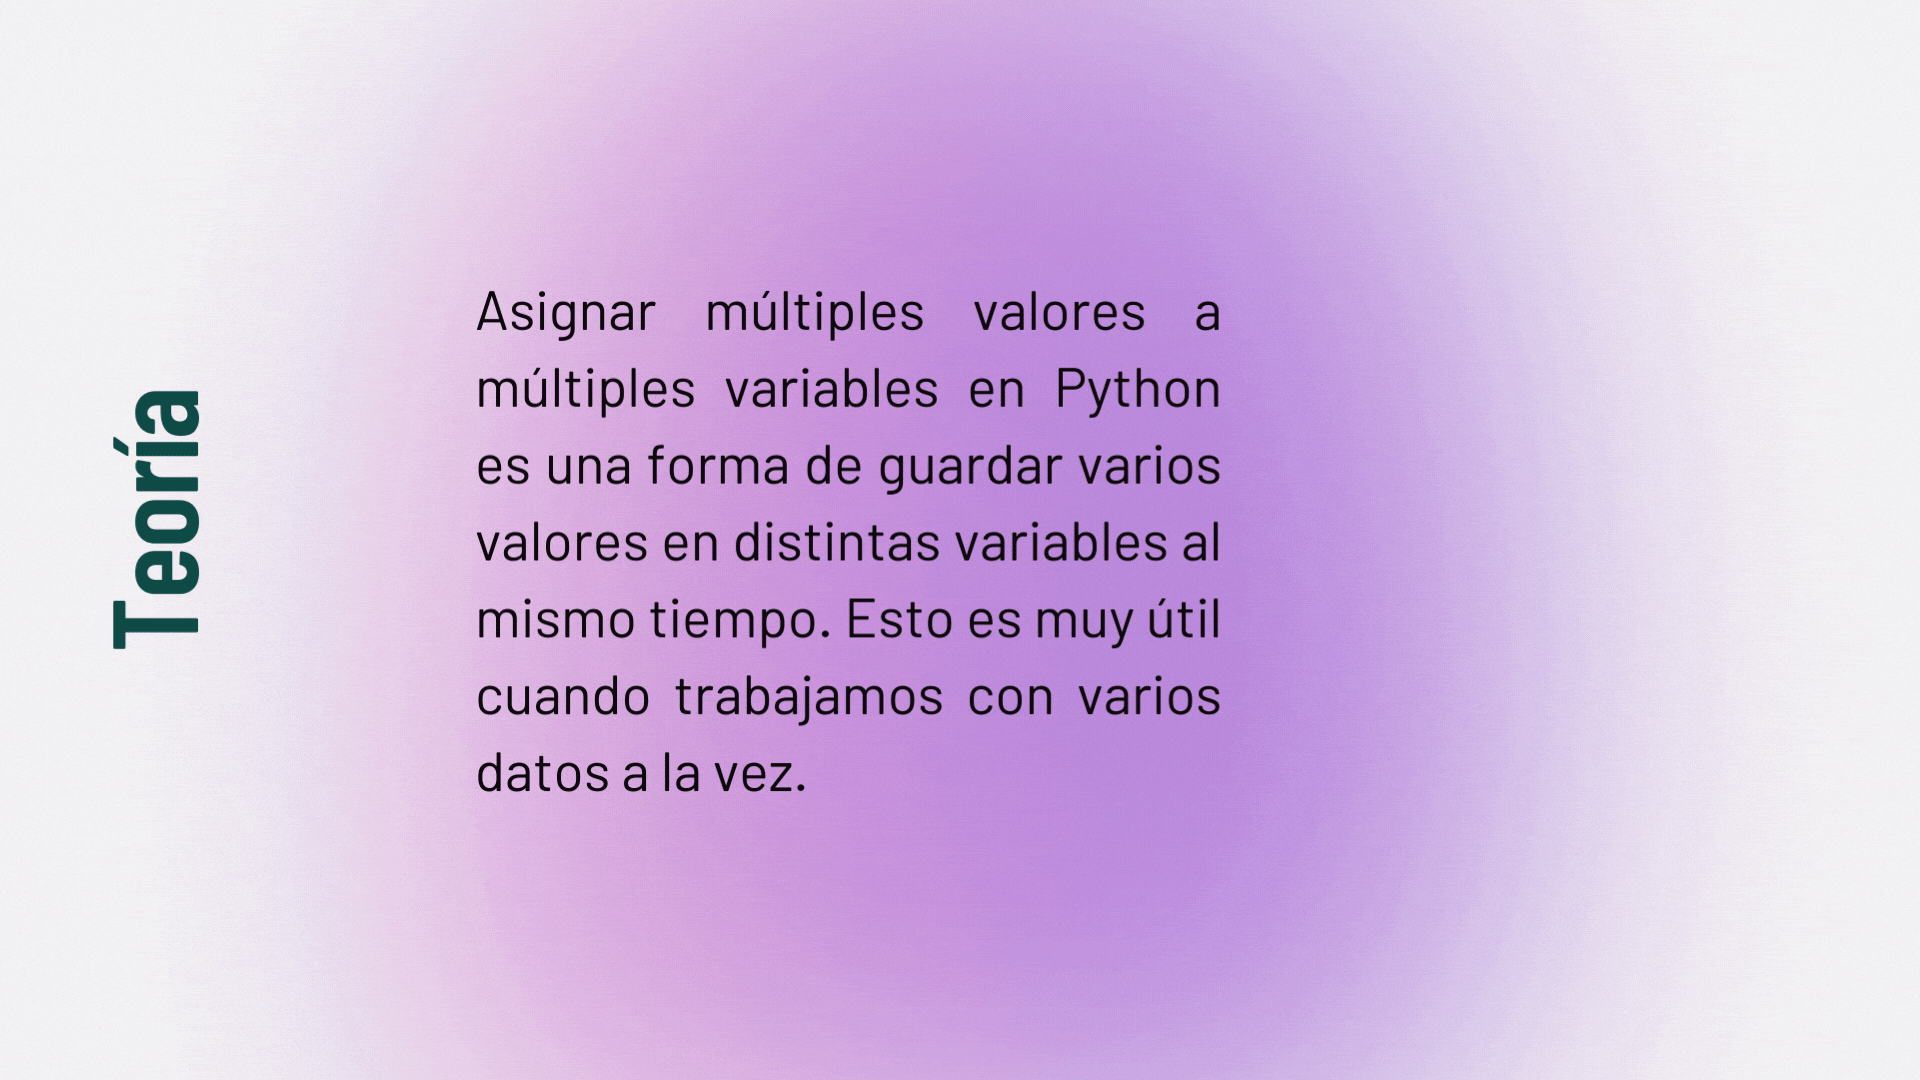 Teoría
Asignar múltiples valores a
múltiples variables en Python
es una forma de guardar varios
valores en distintas variables al
mismo tiempo. Esto es muy útil
cuando trabajamos con varios
datos a la vez.